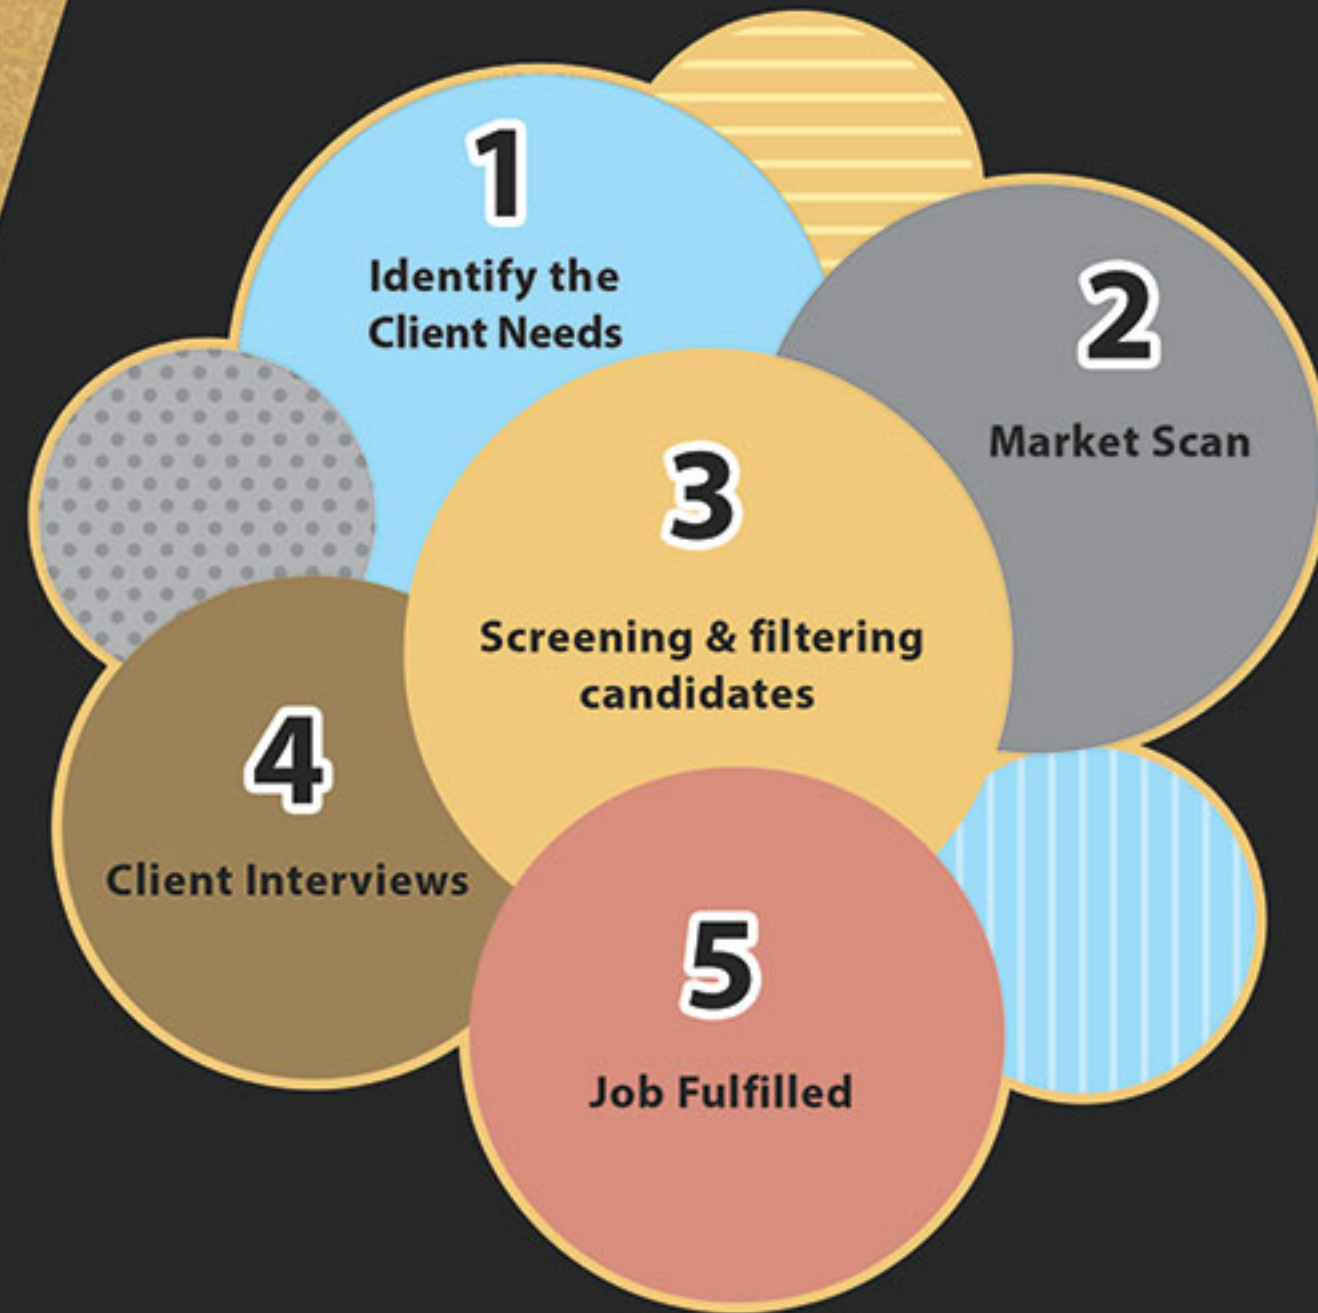 1
Identify the
Client Needs
2
Market Scan
3
Screening & filtering
candidates
4
Client Interviews
5
Job Fulfilled